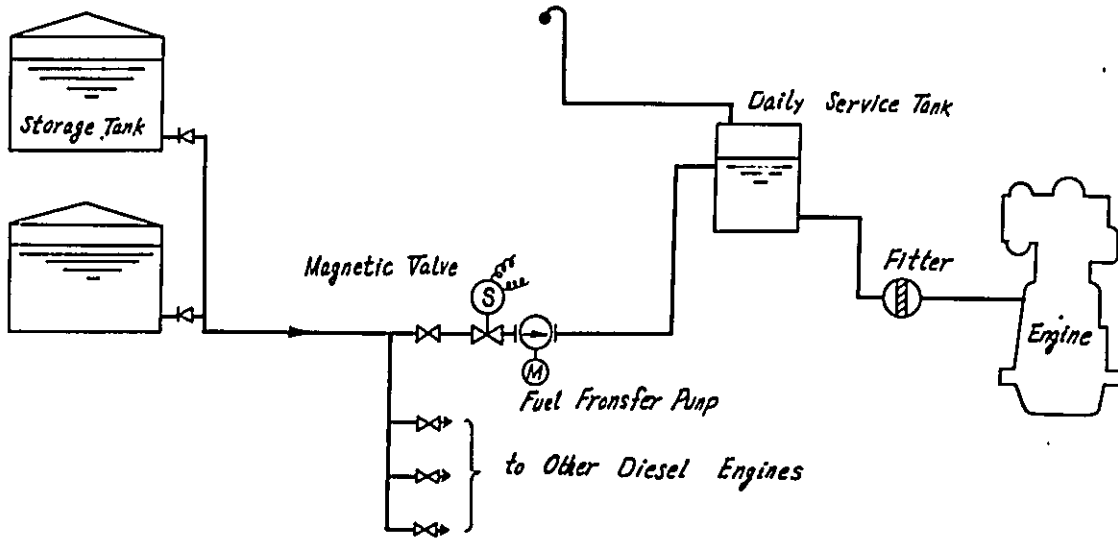 Storage Tank
Daily Service Tank
Magnetic Valve
S
Fitter
Engine
M
Fuel Fronsfer Punp
to Other Diesel Engines